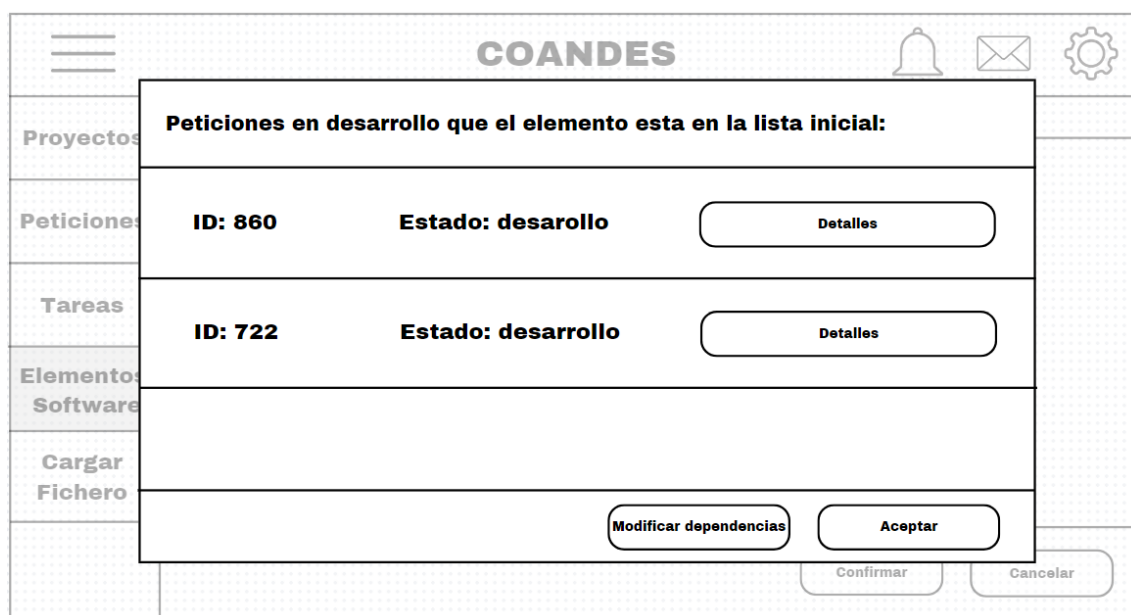 COANDES
Proyectos
Peticiones
Tareas
Elementos
Software
Cargar
Fichero
Peticiones en desarrollo que el elemento esta en la lista inicial:
ID: 860 Estado: desarollo Detalles
ID: 722 Estado: desarrollo Detalles
Modificar dependencias Aceptar
Confirmar Cancelar